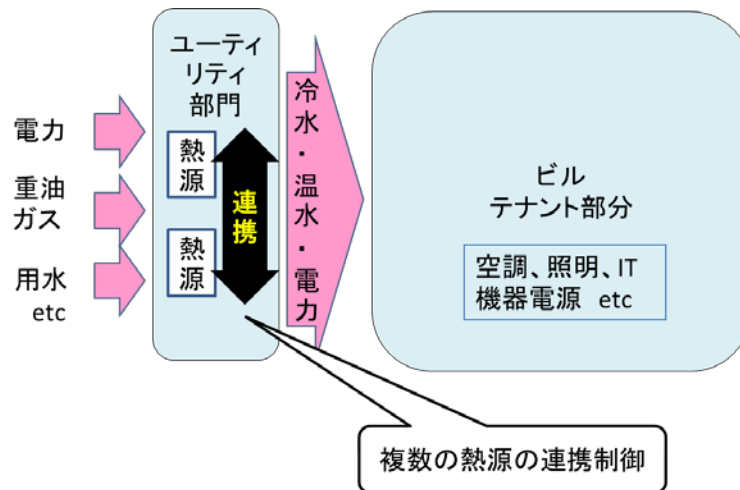 電力
重油
ガス
用水
etc
ユーティ
リティ
部門
熱
源
熱
源
連携
冷水・温水・電力
ビル
テナント部分
空調、照明、IT
機器電源 etc
複数の熱源の連携制御